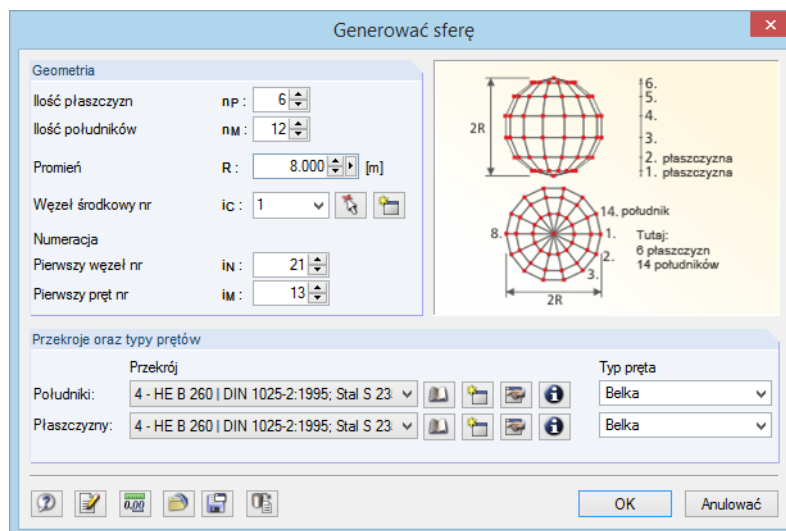 Generować sferę
Geometria
Ilość płaszczyzn nP : 6
Ilość południków nM : 12
Promień R : 8.000 [m]
Węzeł środkowy nr iC : 1
Numeracja
Pierwszy węzeł nr iN : 21
Pierwszy pręt nr iM : 13
2R
6.
5.
4.
3.
2. płaszczyzna
1. płaszczyzna
14. południk
8.
1.
2.
3.
Tutaj:
6 płaszczyzn
14 południków
2R
Przekroje oraz typy prętów
Przekrój Typ pręta
Południki: 4 - HE B 260 | DIN 1025-2:1995; Stal S 23 Belka
Płaszczyzny: 4 - HE B 260 | DIN 1025-2:1995; Stal S 23 Belka
0.00
OK Anulować